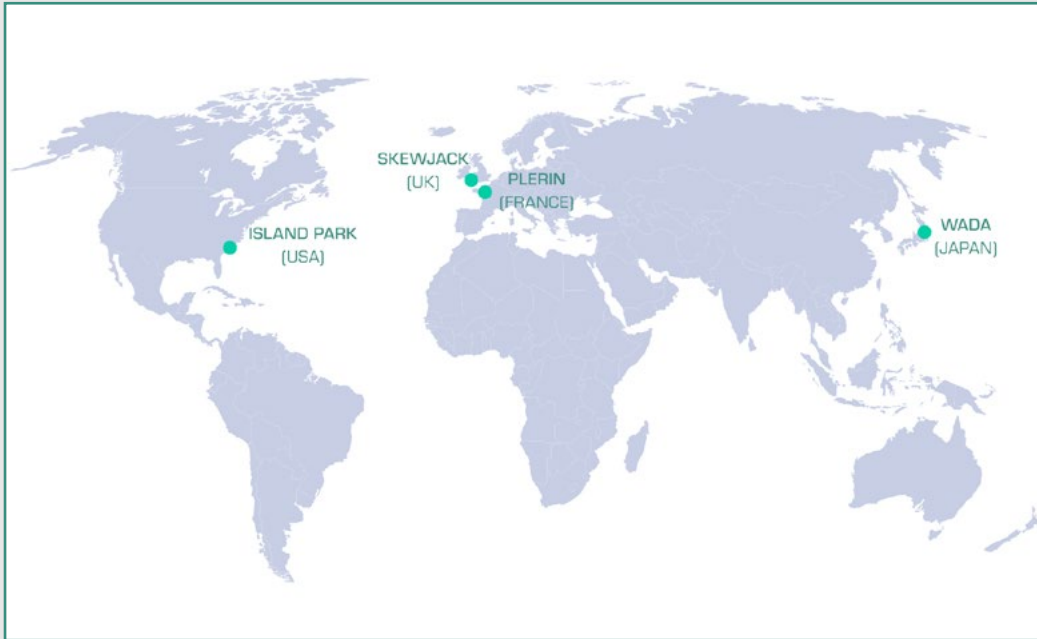 SKEWJACK
(UK)
PLERIN
(FRANCE)
ISLAND PARK
(USA)
WADA
(JAPAN)